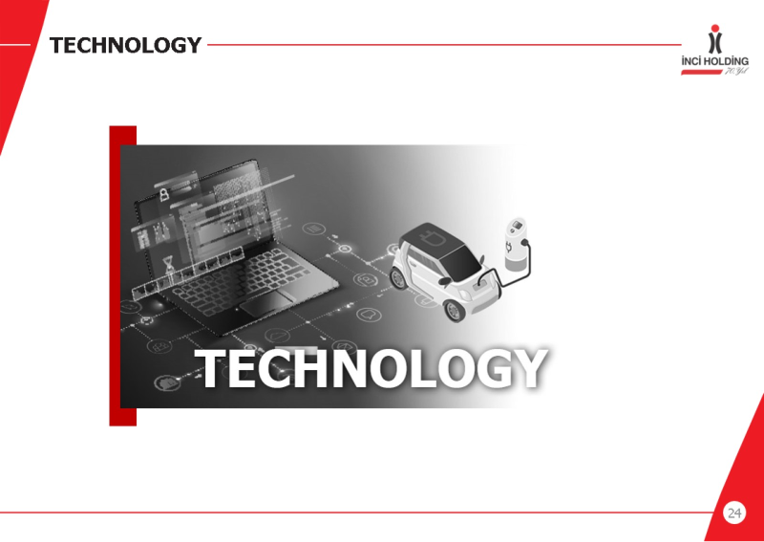 TECHNOLOGY
İNCİ HOLDİNG
70. Yıl
TECHNOLOGY
24